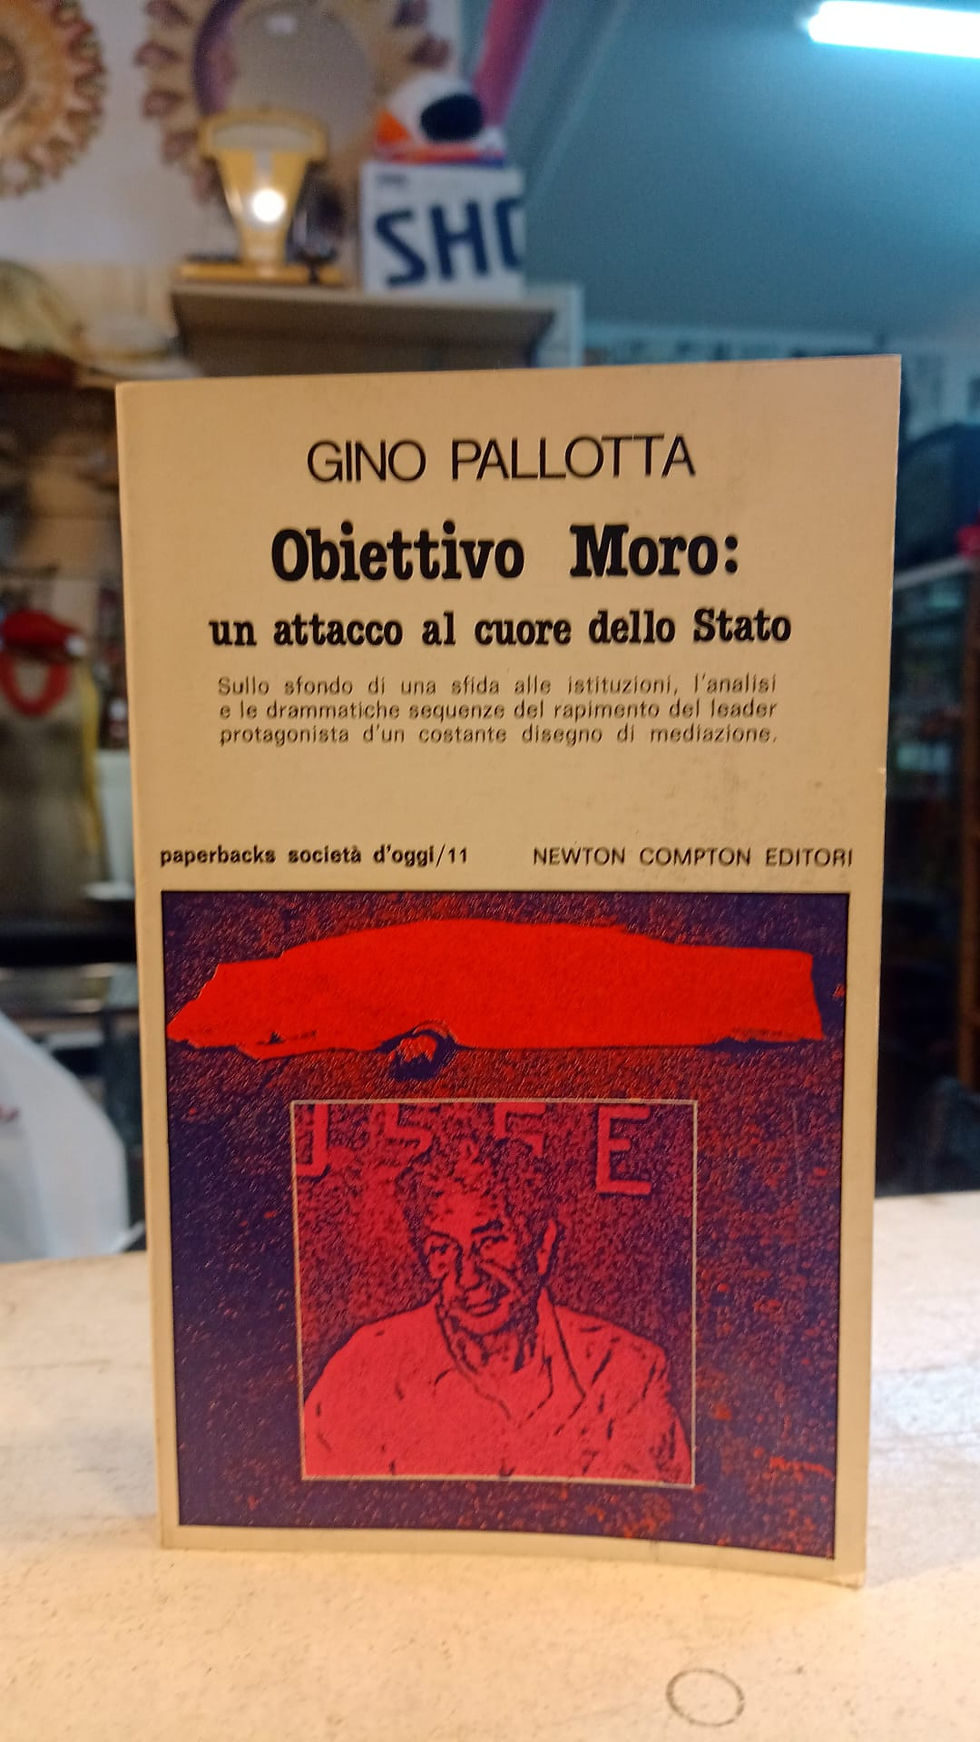 SHO
GINO PALLOTTA
Obiettivo Moro:
un attacco al cuore dello Stato
Sullo sfondo di una sfida alle istituzioni, l'analisi
e le drammatiche sequenze del rapimento del leader
protagonista d'un costante disegno di mediazione.
paperbacks società d'oggi/11 NEWTON COMPTON EDITORI